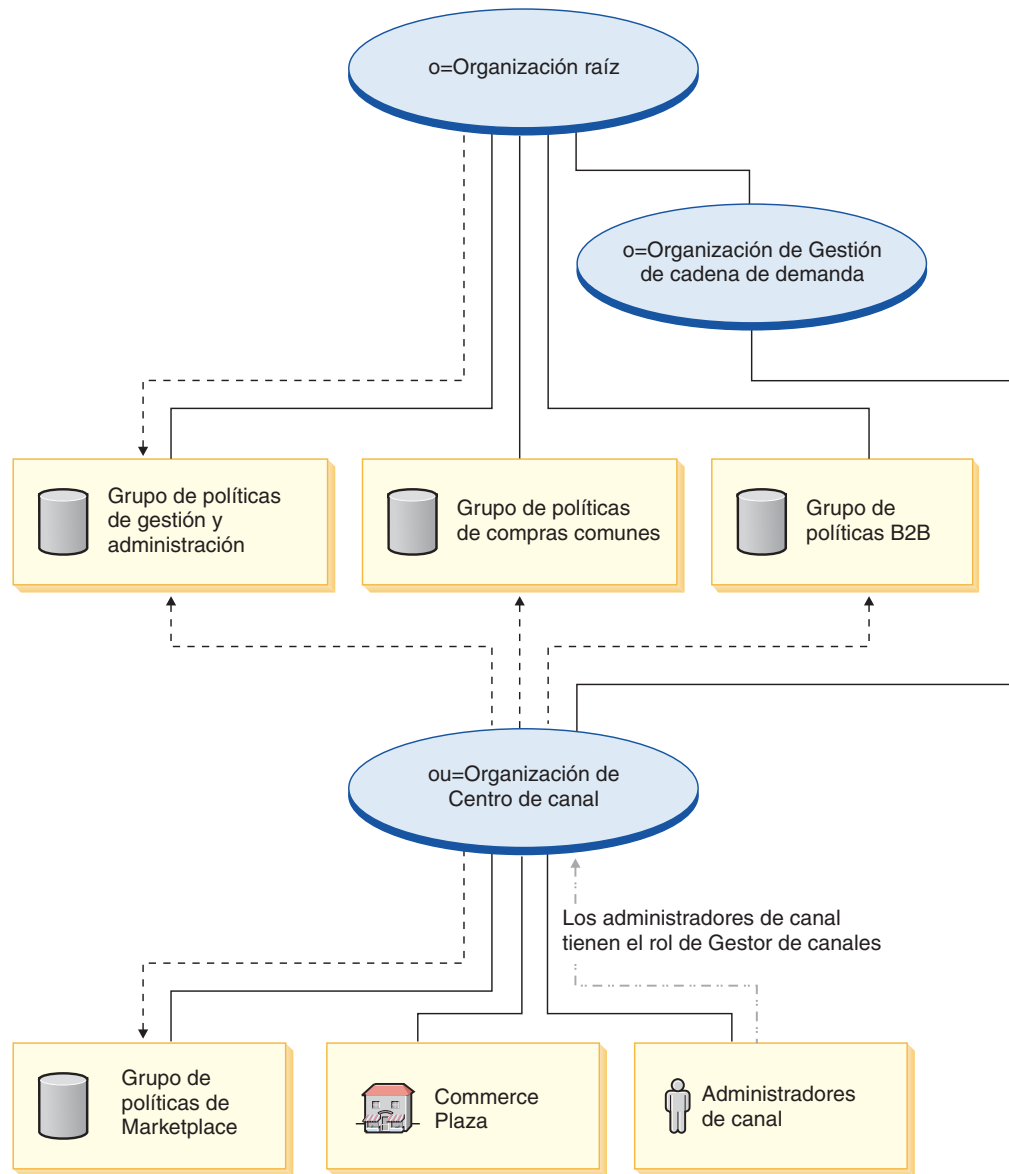 o=Organización raíz
o=Organización de Gestión
de cadena de demanda
Grupo de políticas
de gestión y
administración
Grupo de políticas
de compras comunes
Grupo de
políticas B2B
ou=Organización de
Centro de canal
Los administradores de canal
tienen el rol de Gestor de canales
Grupo de
políticas de
Marketplace
Commerce
Plaza
Administradores
de canal